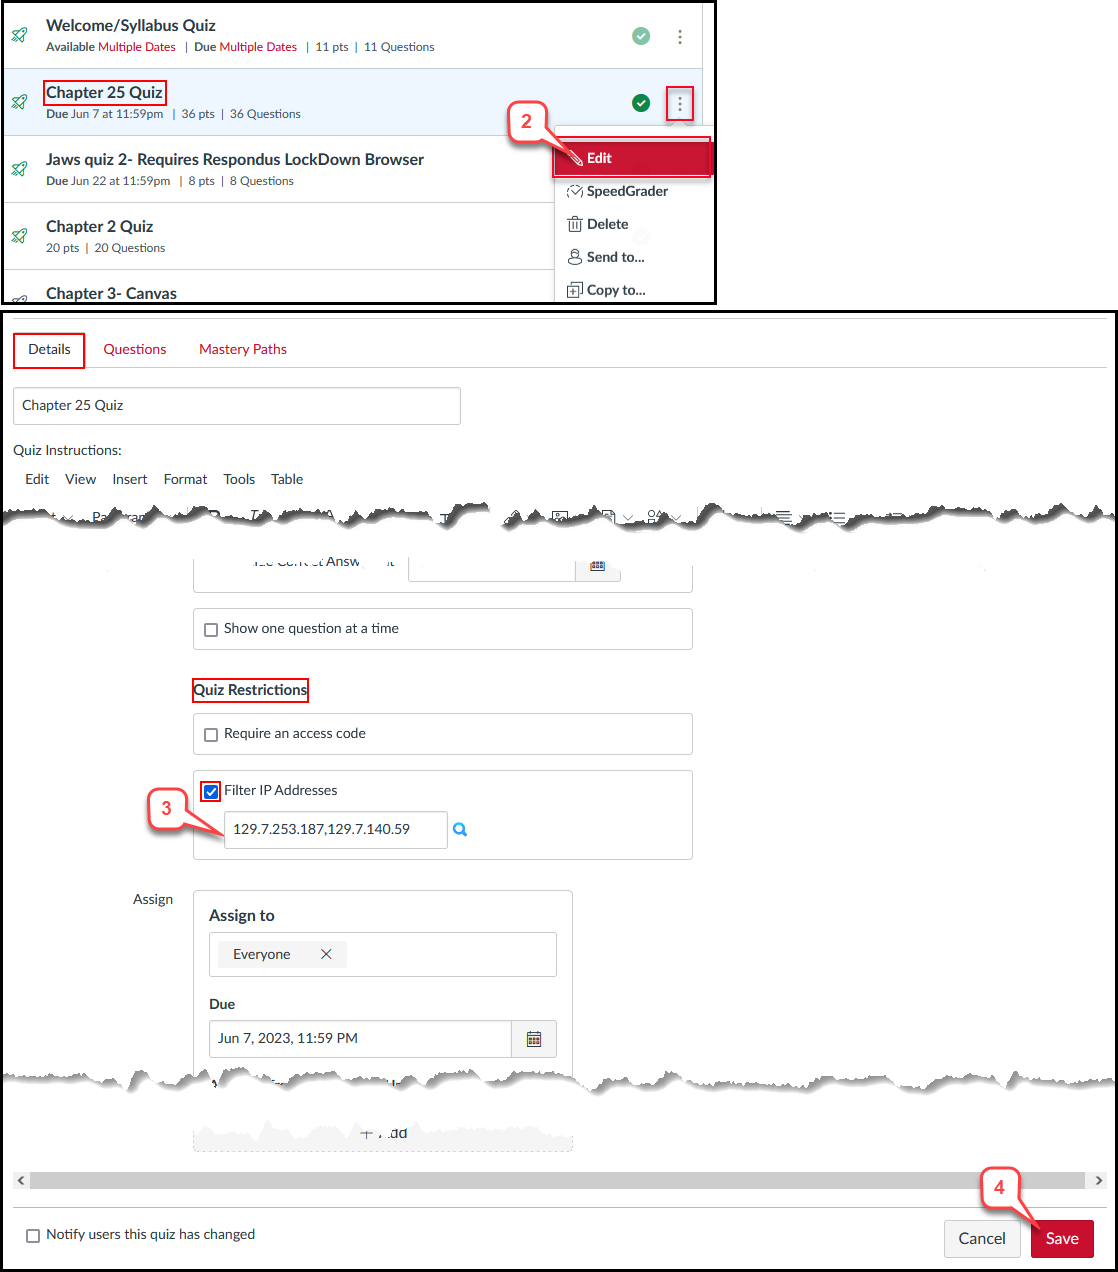 Welcome/Syllabus Quiz
Available Multiple Dates | Due Multiple Dates | 11 pts | 11 Questions
Chapter 25 Quiz
Due Jun 7 at 11:59pm | 36 pts | 36 Questions
2
Edit
Jaws quiz 2- Requires Respondus LockDown Browser
Due Jun 22 at 11:59pm | 8 pts | 8 Questions
SpeedGrader
Delete
Chapter 2 Quiz
20 pts | 20 Questions
Send to...
Copy to...
Chapter 3- Canvas
Details Questions Mastery Paths
Chapter 25 Quiz
Quiz Instructions:
Edit View Insert Format Tools Table
Show one question at a time
Quiz Restrictions
Require an access code
Filter IP Addresses
3
129.7.253.187,129.7.140.59
Assign
Assign to
Everyone
Due
Jun 7, 2023, 11:59 PM
+ Add
4
Notify users this quiz has changed
Cancel Save